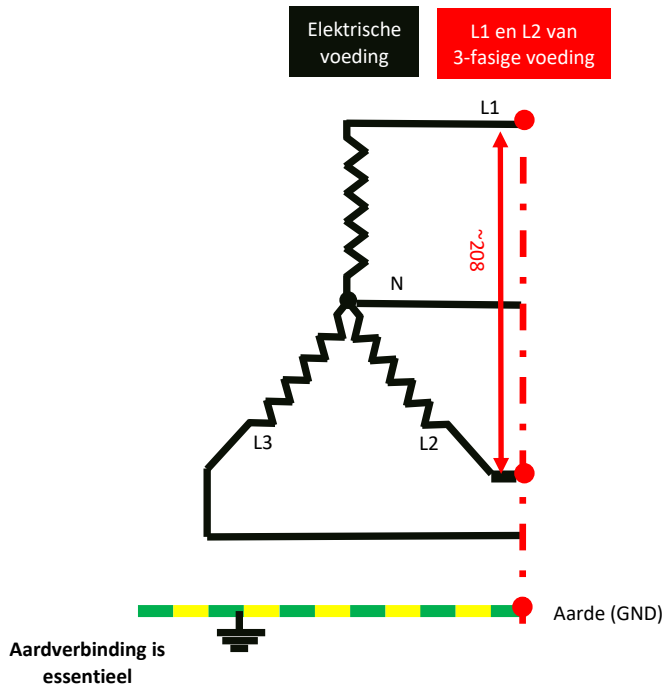 Elektrische
voeding
L1 en L2 van
3-fasige voeding
L1
~208
N
L3
L2
Aarde (GND)
Aardverbinding is
essentieel